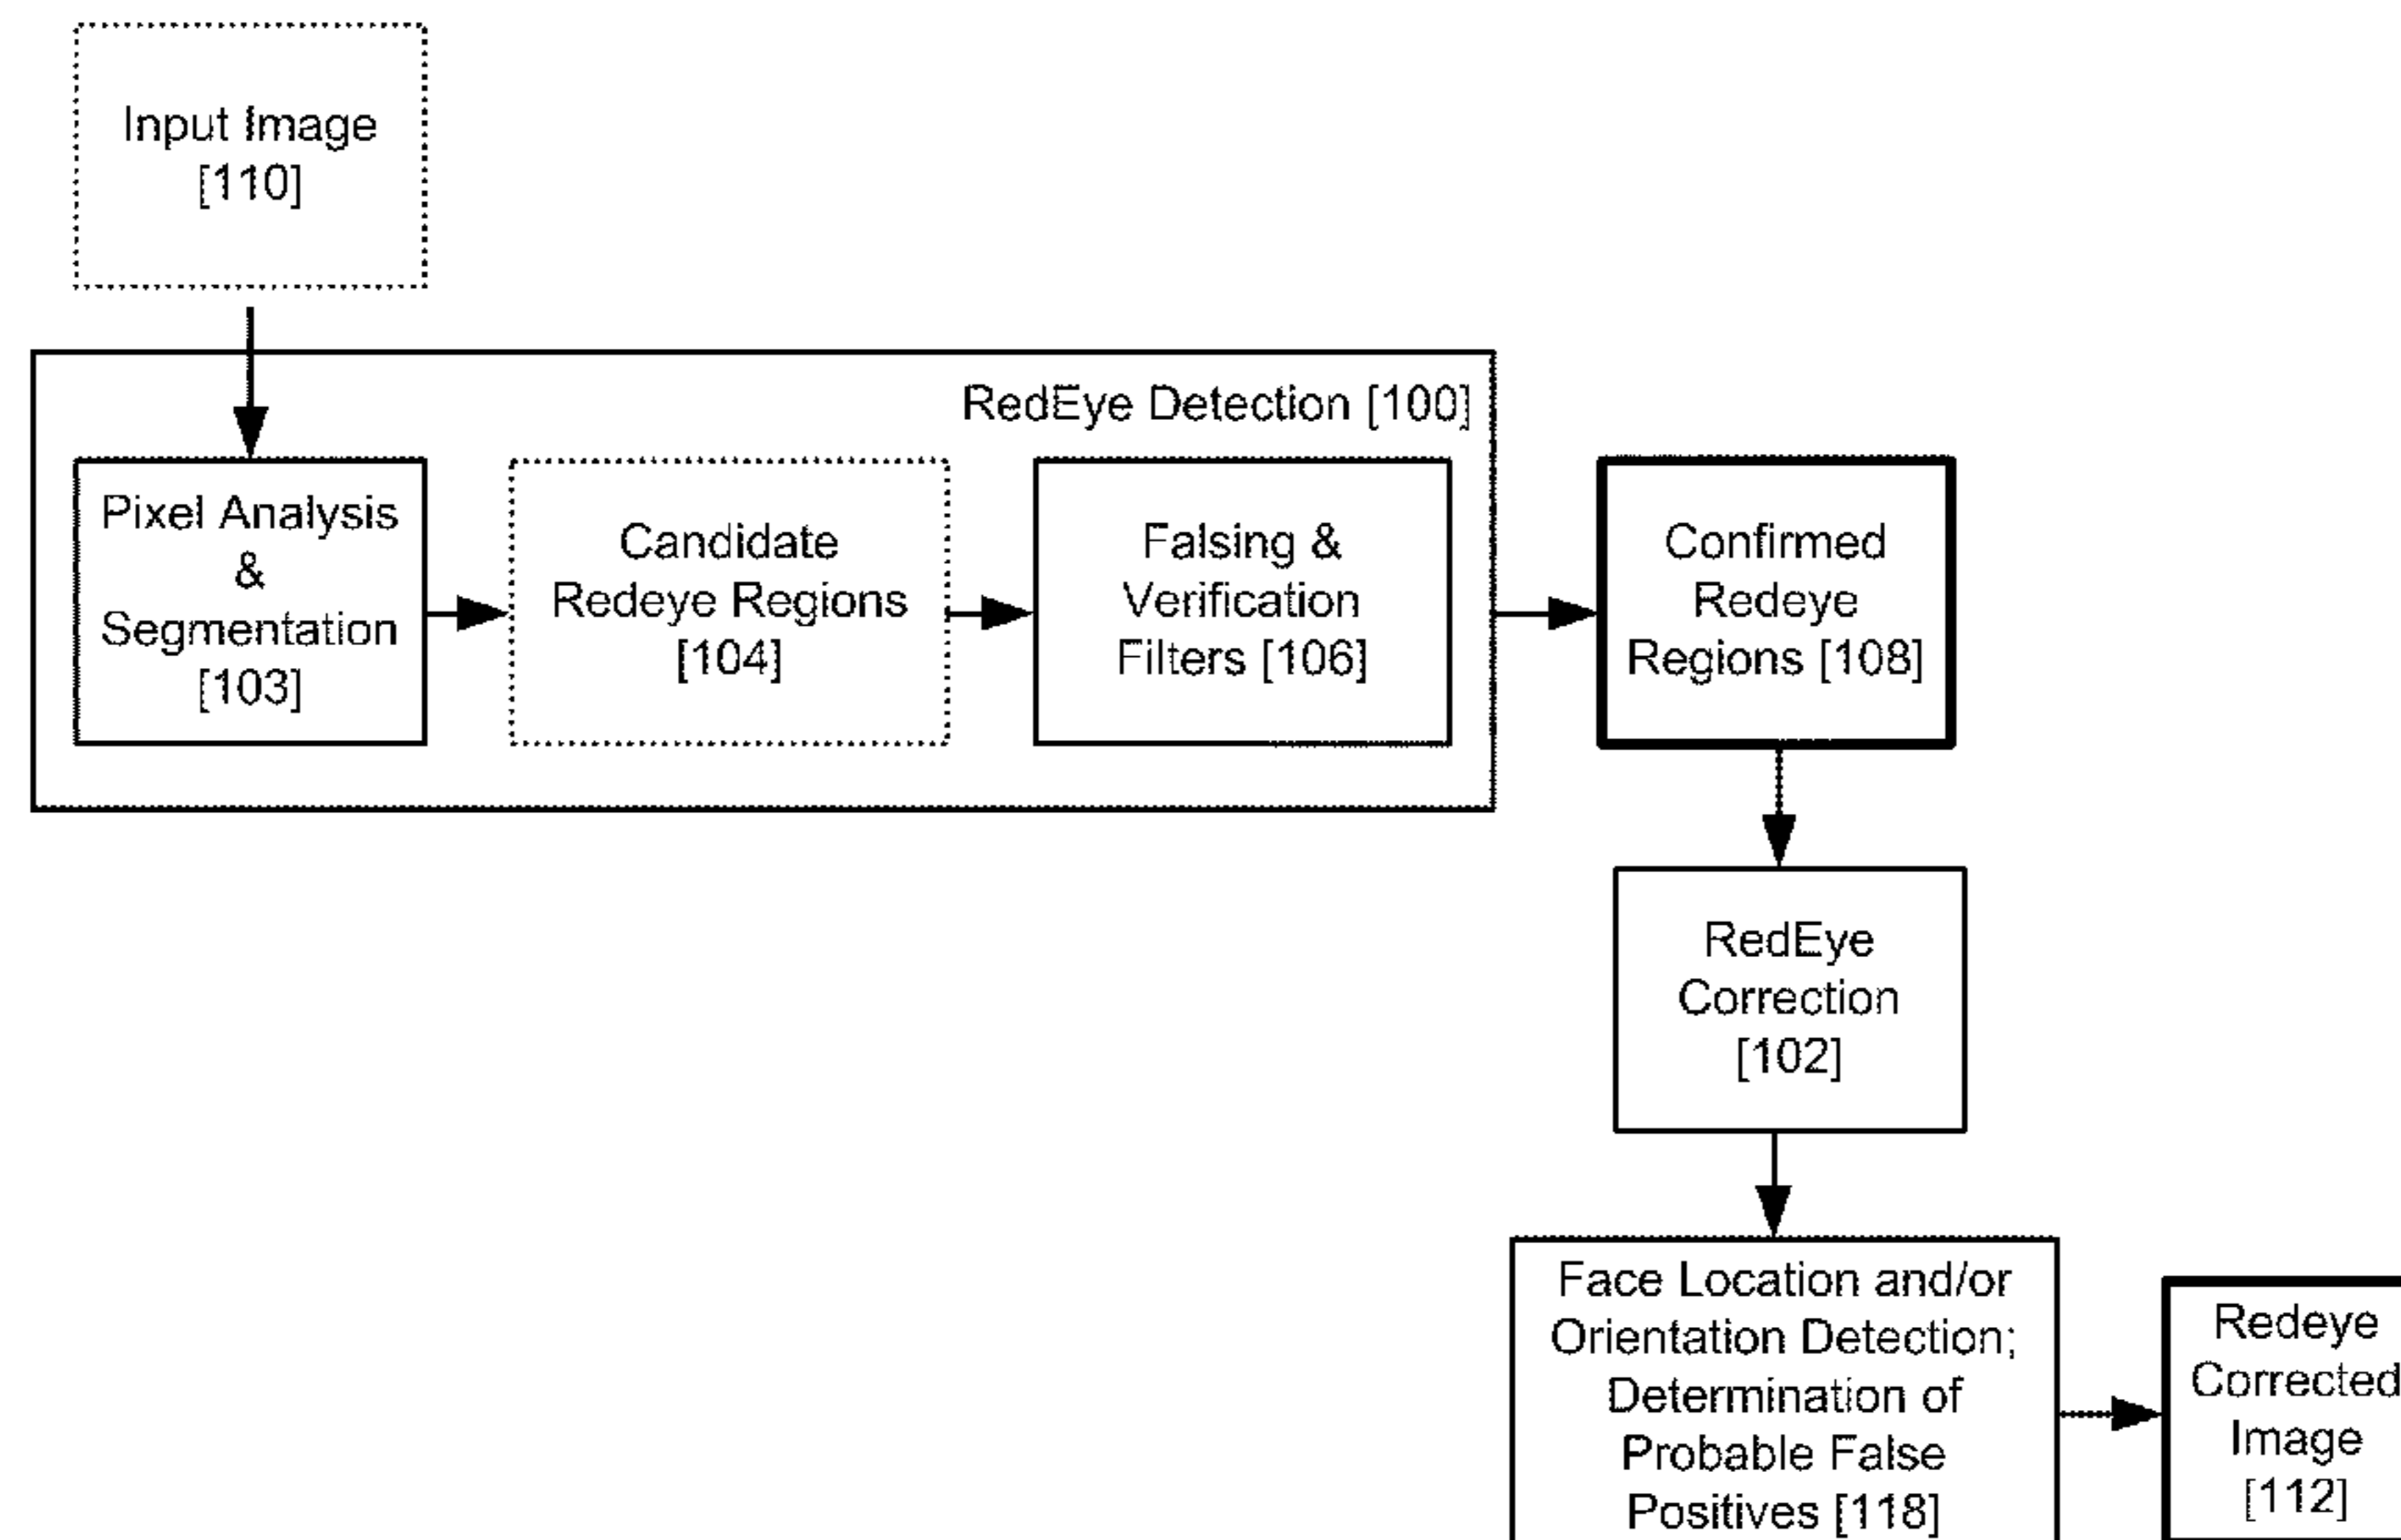 Input Image
[110]
RedEye Detection [100]
Pixel Analysis
&
Segmentation
[103]
Candidate
Redeye Regions
[104]
Falsing &
Verification
Filters [106]
Confirmed
Redeye
Regions [108]
RedEye
Correction
[102]
Face Location and/or
Orientation Detection;
Determination of
Probable False
Positives [118]
Redeye
Corrected
Image
[112]